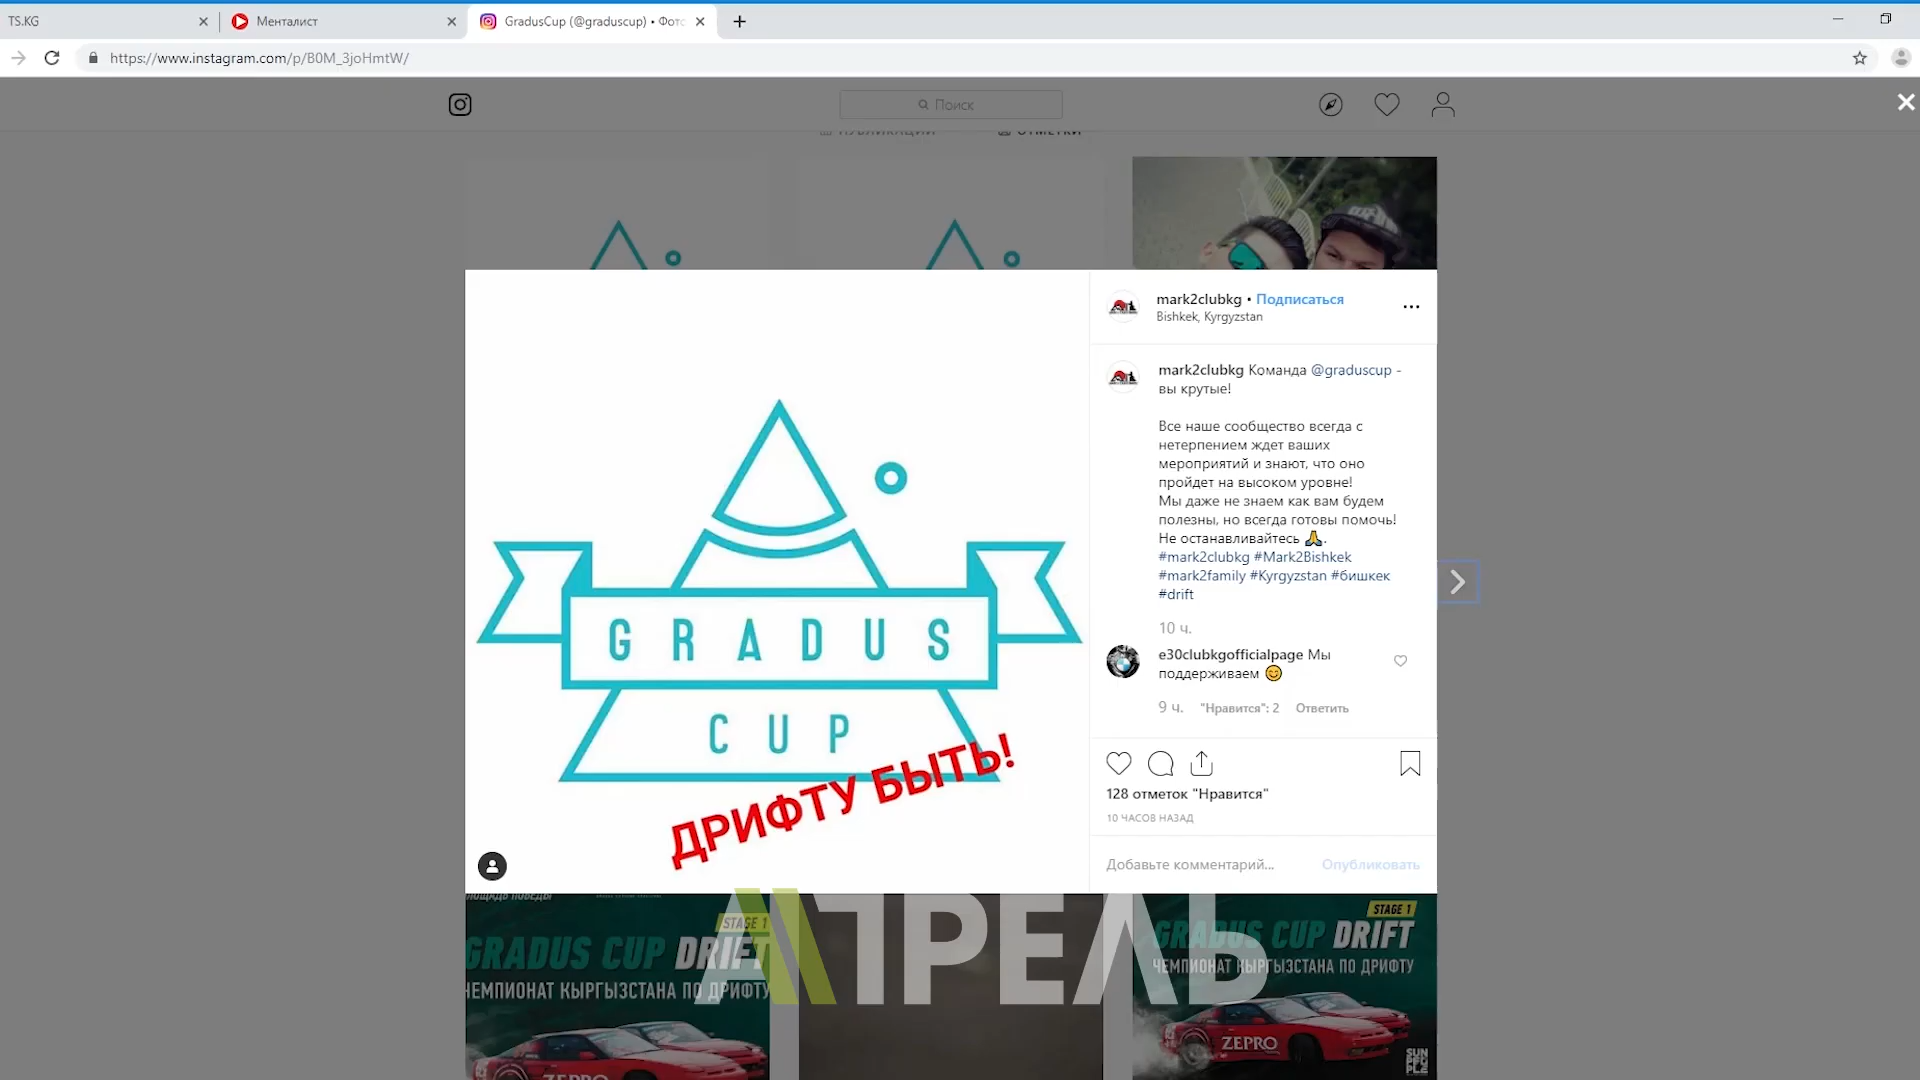 TS.KG
Менталист
GradusCup (@graduscup) • Фото
https://www.instagram.com/p/B0M_3joHmtW/
Поиск
ПУБЛИКАЦИИ
ОТМЕТКИ
GRADUS
CUP
ДРИФТУ БЫТЬ!
mark2clubkg • Подписаться
Bishkek, Kyrgyzstan
mark2clubkg Команда @graduscup -
вы крутые!
Все наше сообщество всегда с
нетерпением ждет ваших
мероприятий и знают, что оно
пройдет на высоком уровне!
Мы даже не знаем как вам будем
полезны, но всегда готовы помочь!
Не останавливайтесь 🙏.
#mark2clubkg #Mark2Bishkek
#mark2family #Kyrgyzstan #бишкек
#drift
10 ч.
e30clubkgofficialpage Мы
поддерживаем 😊
9 ч. "Нравится": 2 Ответить
128 отметок "Нравится"
10 ЧАСОВ НАЗАД
Добавьте комментарий... Опубликовать
ПЛОЩАДЬ ПОБЕДЫ
STAGE 1
GRADUS CUP DRIFT
ЧЕМПИОНАТ КЫРГЫЗСТАНА ПО ДРИФТУ
ZEPRO
АПРЕЛЬ
STAGE 1
GRADUS CUP DRIFT
ЧЕМПИОНАТ КЫРГЫЗСТАНА ПО ДРИФТУ
ZEPRO